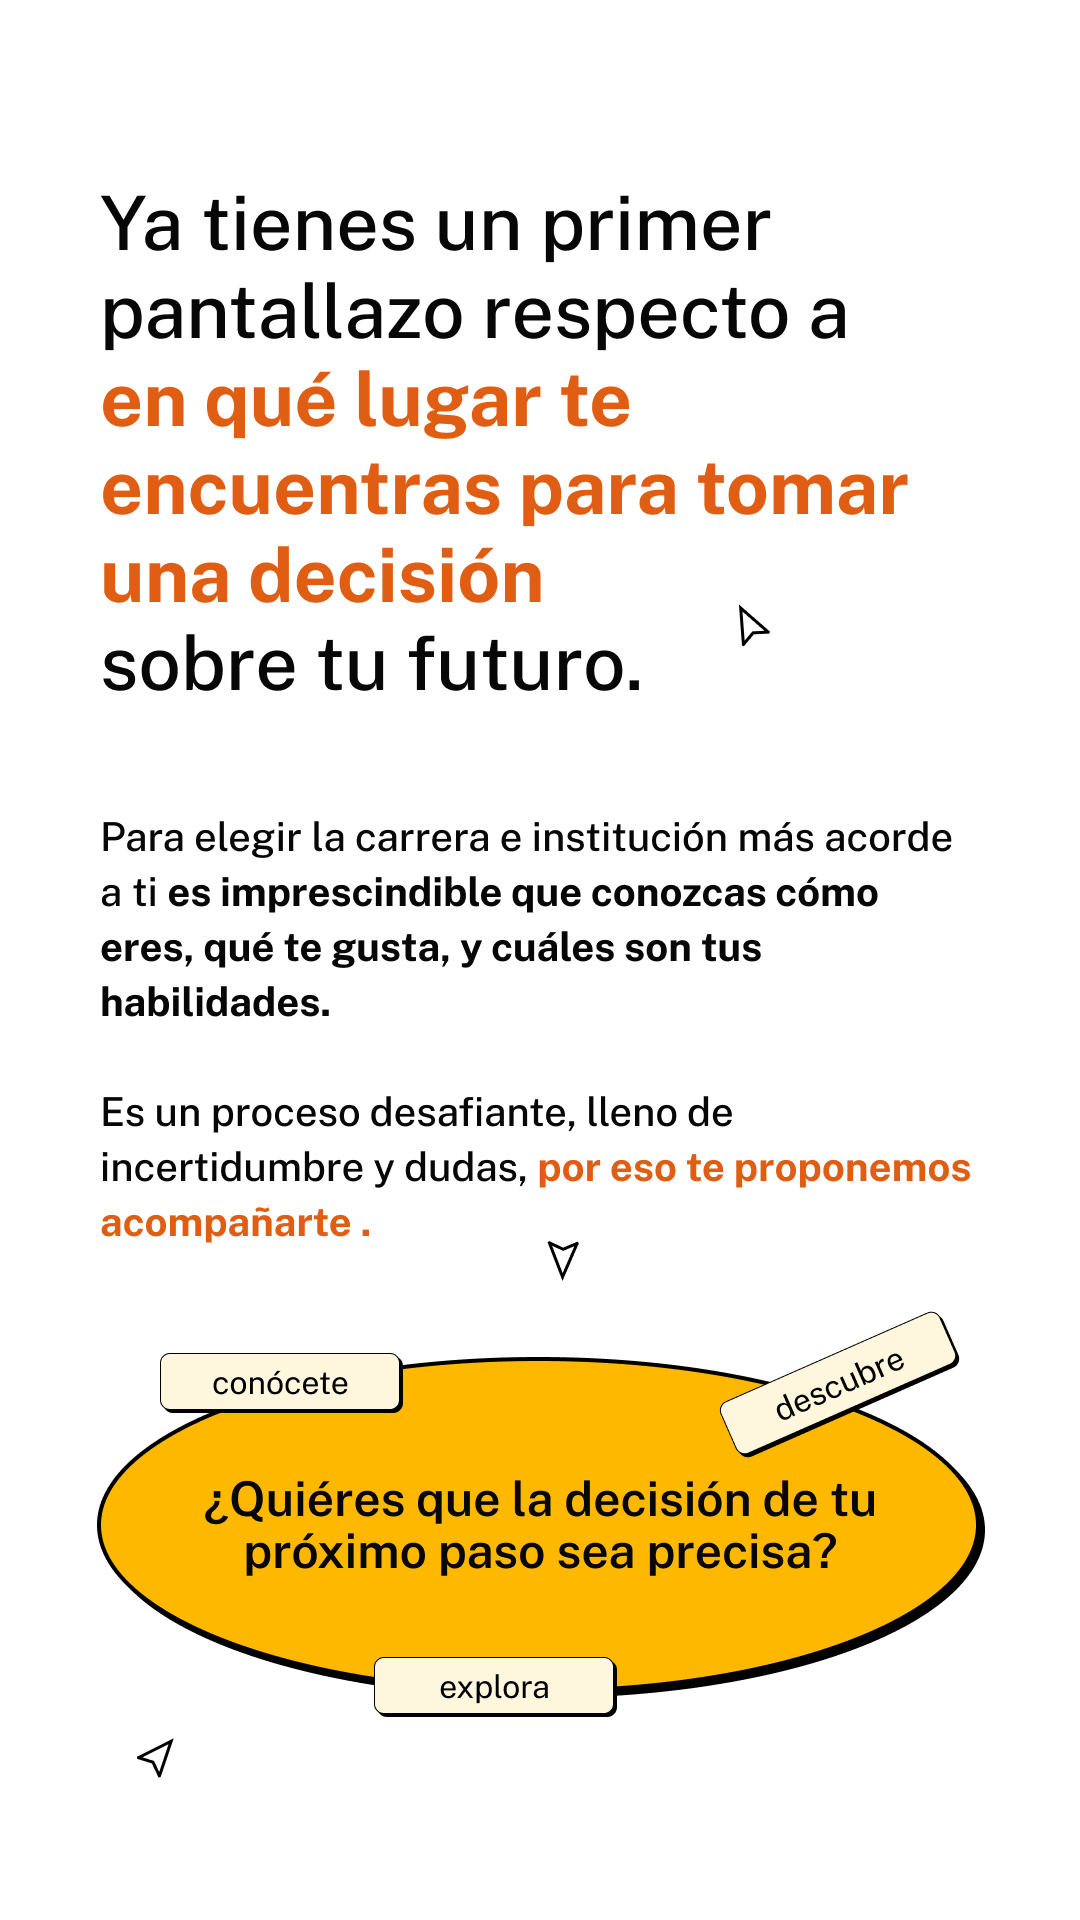 Ya tienes un primer
pantallazo respecto a
en qué lugar te
encuentras para tomar
una decisión
sobre tu futuro.
Para elegir la carrera e institución más acorde
a ti es imprescindible que conozcas cómo
eres, qué te gusta, y cuáles son tus
habilidades.
Es un proceso desafiante, lleno de
incertidumbre y dudas, por eso te proponemos
acompañarte .
conócete
descubre
¿Quiéres que la decisión de tu
próximo paso sea precisa?
explora